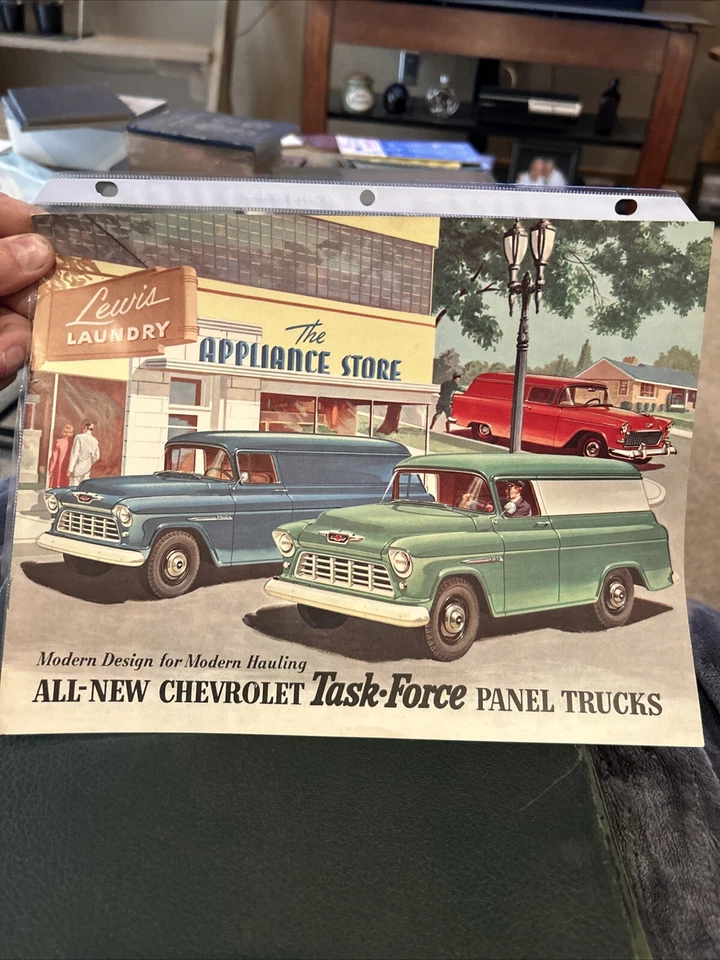 Lewis
LAUNDRY
The
APPLIANCE STORE
Modern Design for Modern Hauling
ALL-NEW CHEVROLET Task·Force PANEL TRUCKS